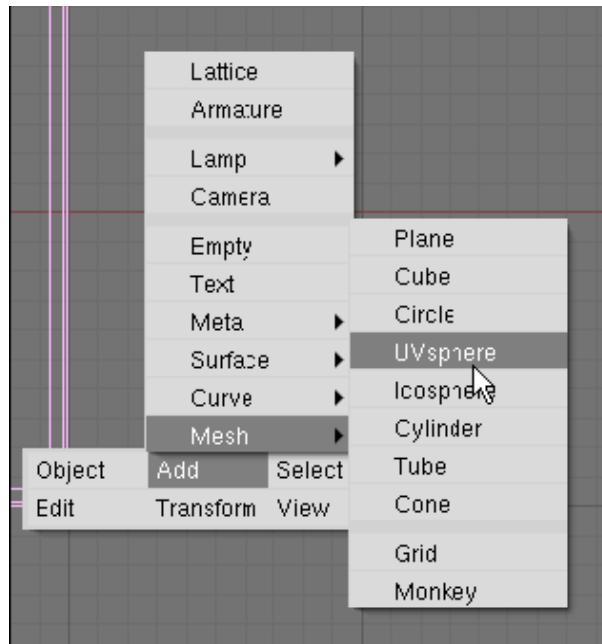 Lattice
Armature
Lamp
Camera
Empty
Text
Meta
Surface
Curve
Mesh
Object Add Select
Edit Transform View
Plane
Cube
Circle
UVsphere
Icosphere
Cylinder
Tube
Cone
Grid
Monkey